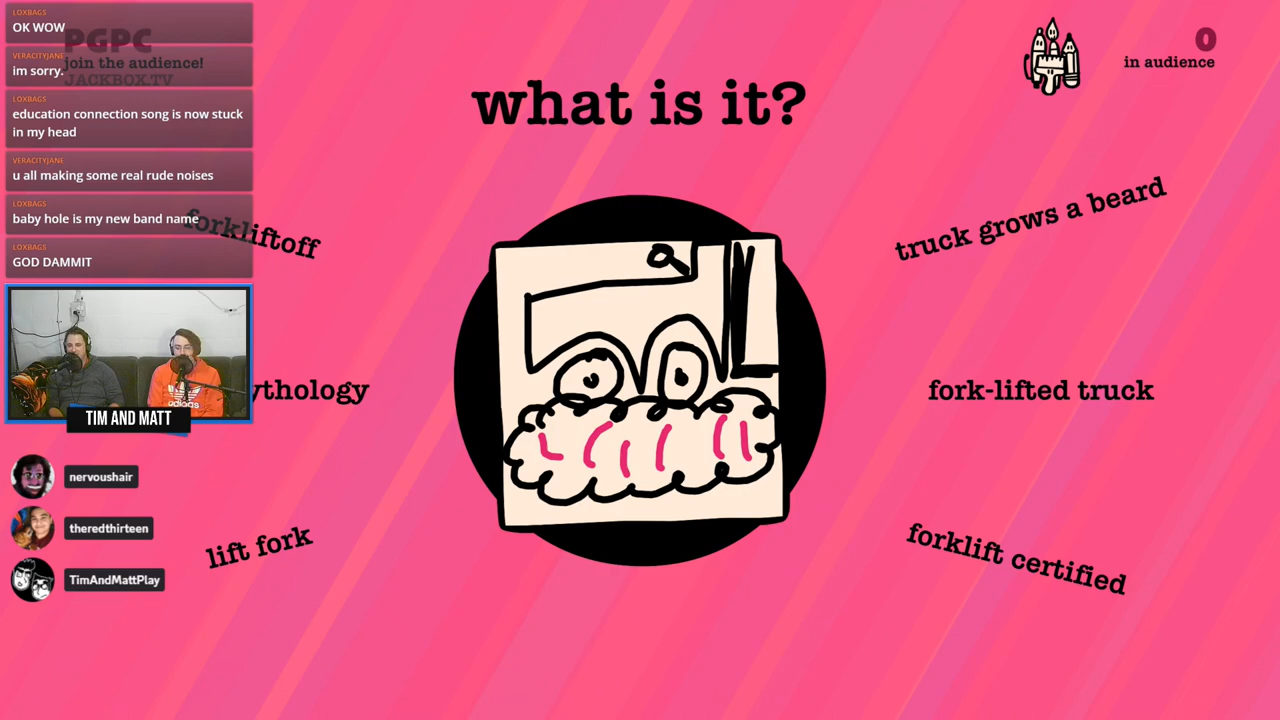 LOXBAGS
OK WOW
PGPC
VERACITYJANE
join the audience!
im sorry.
JACKBOX.TV
0
in audience
LOXBAGS
education connection song is now stuck
in my head
VERACITYJANE
u all making some real rude noises
LOXBAGS
baby hole is my new band name
LOXBAGS
GOD DAMMIT
what is it?
forkliftoff
truck grows a beard
ythology
fork-lifted truck
lift fork
forklift certified
adidas
TIM AND MATT
nervoushair
theredthirteen
TimAndMattPlay